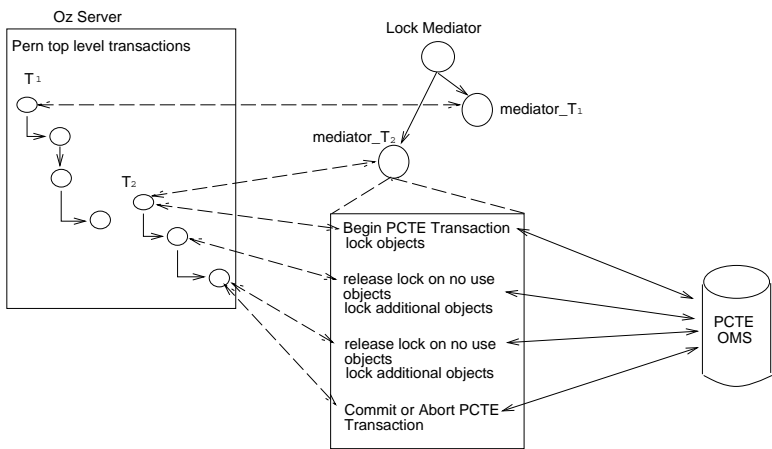 Oz Server
Pern top level transactions
T1
T2
Lock Mediator
mediator_T1
mediator_T2
Begin PCTE Transaction
lock objects
release lock on no use
objects
lock additional objects
release lock on no use
objects
lock additional objects
Commit or Abort PCTE
Transaction
PCTE
OMS